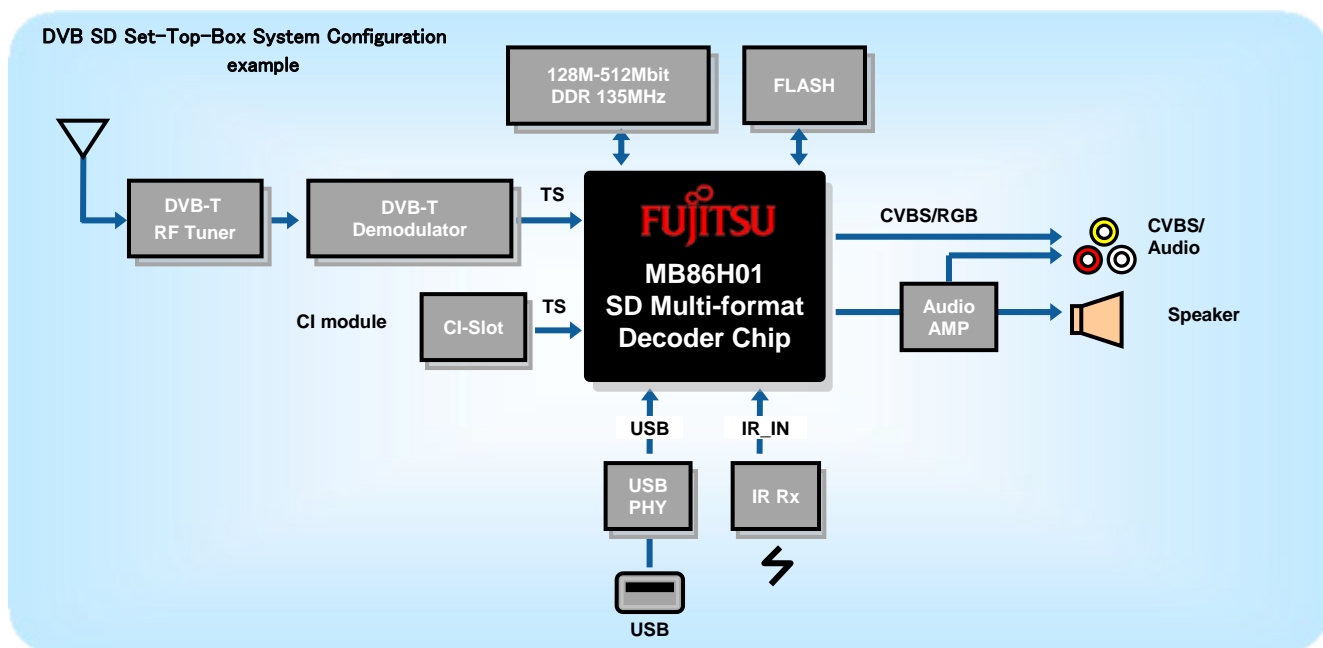 DVB SD Set-Top-Box System Configuration
example
128M-512Mbit
DDR 135MHz
FLASH
DVB-T
RF Tuner
DVB-T
Demodulator
TS
FUJITSU
MB86H01
SD Multi-format
Decoder Chip
CVBS/RGB
CVBS/
Audio
CI module
CI-Slot
TS
Audio
AMP
Speaker
USB
IR_IN
USB
PHY
IR Rx
USB